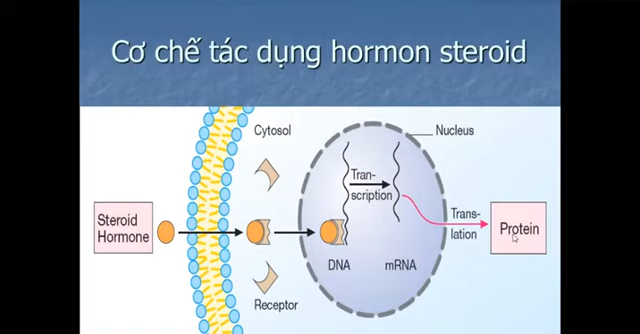 Cơ chế tác dụng hormon steroid
Cytosol
Nucleus
Tran-
scription
Steroid
Hormone
Trans-
lation
Protein
DNA
mRNA
Receptor